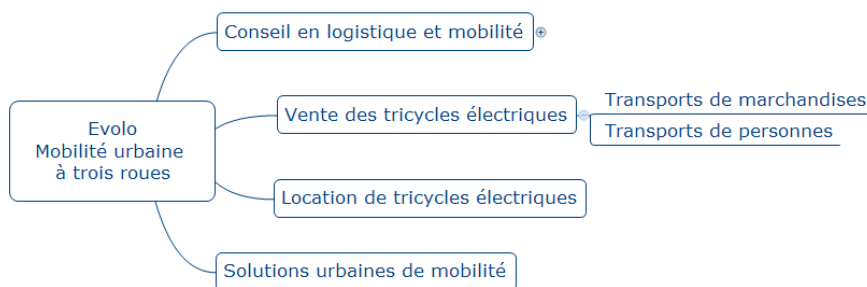 Evolo
Mobilité urbaine
à trois roues
Conseil en logistique et mobilité
Vente des tricycles électriques
Transports de marchandises
Transports de personnes
Location de tricycles électriques
Solutions urbaines de mobilité